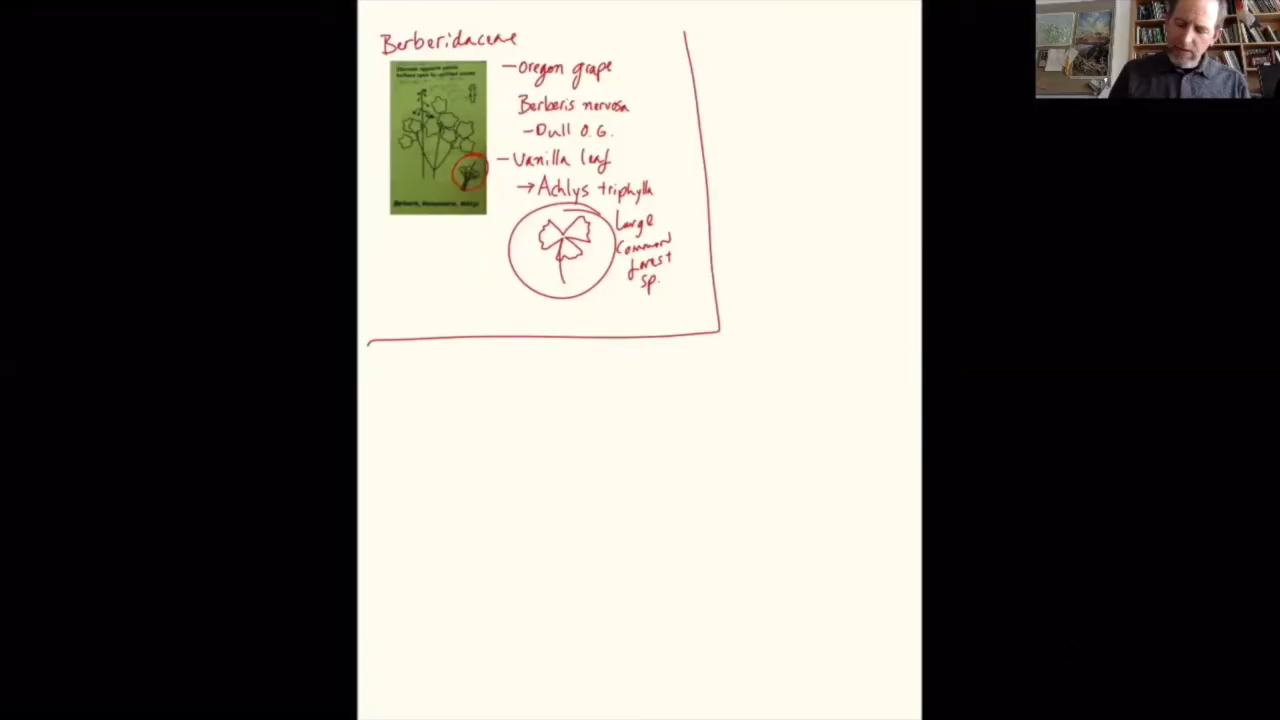 Berberidaceae
- Oregon grape
Berberis nervosa
- Dull O.G.
- Vanilla leaf
→ Achlys triphylla
Large
common
forest
sp.